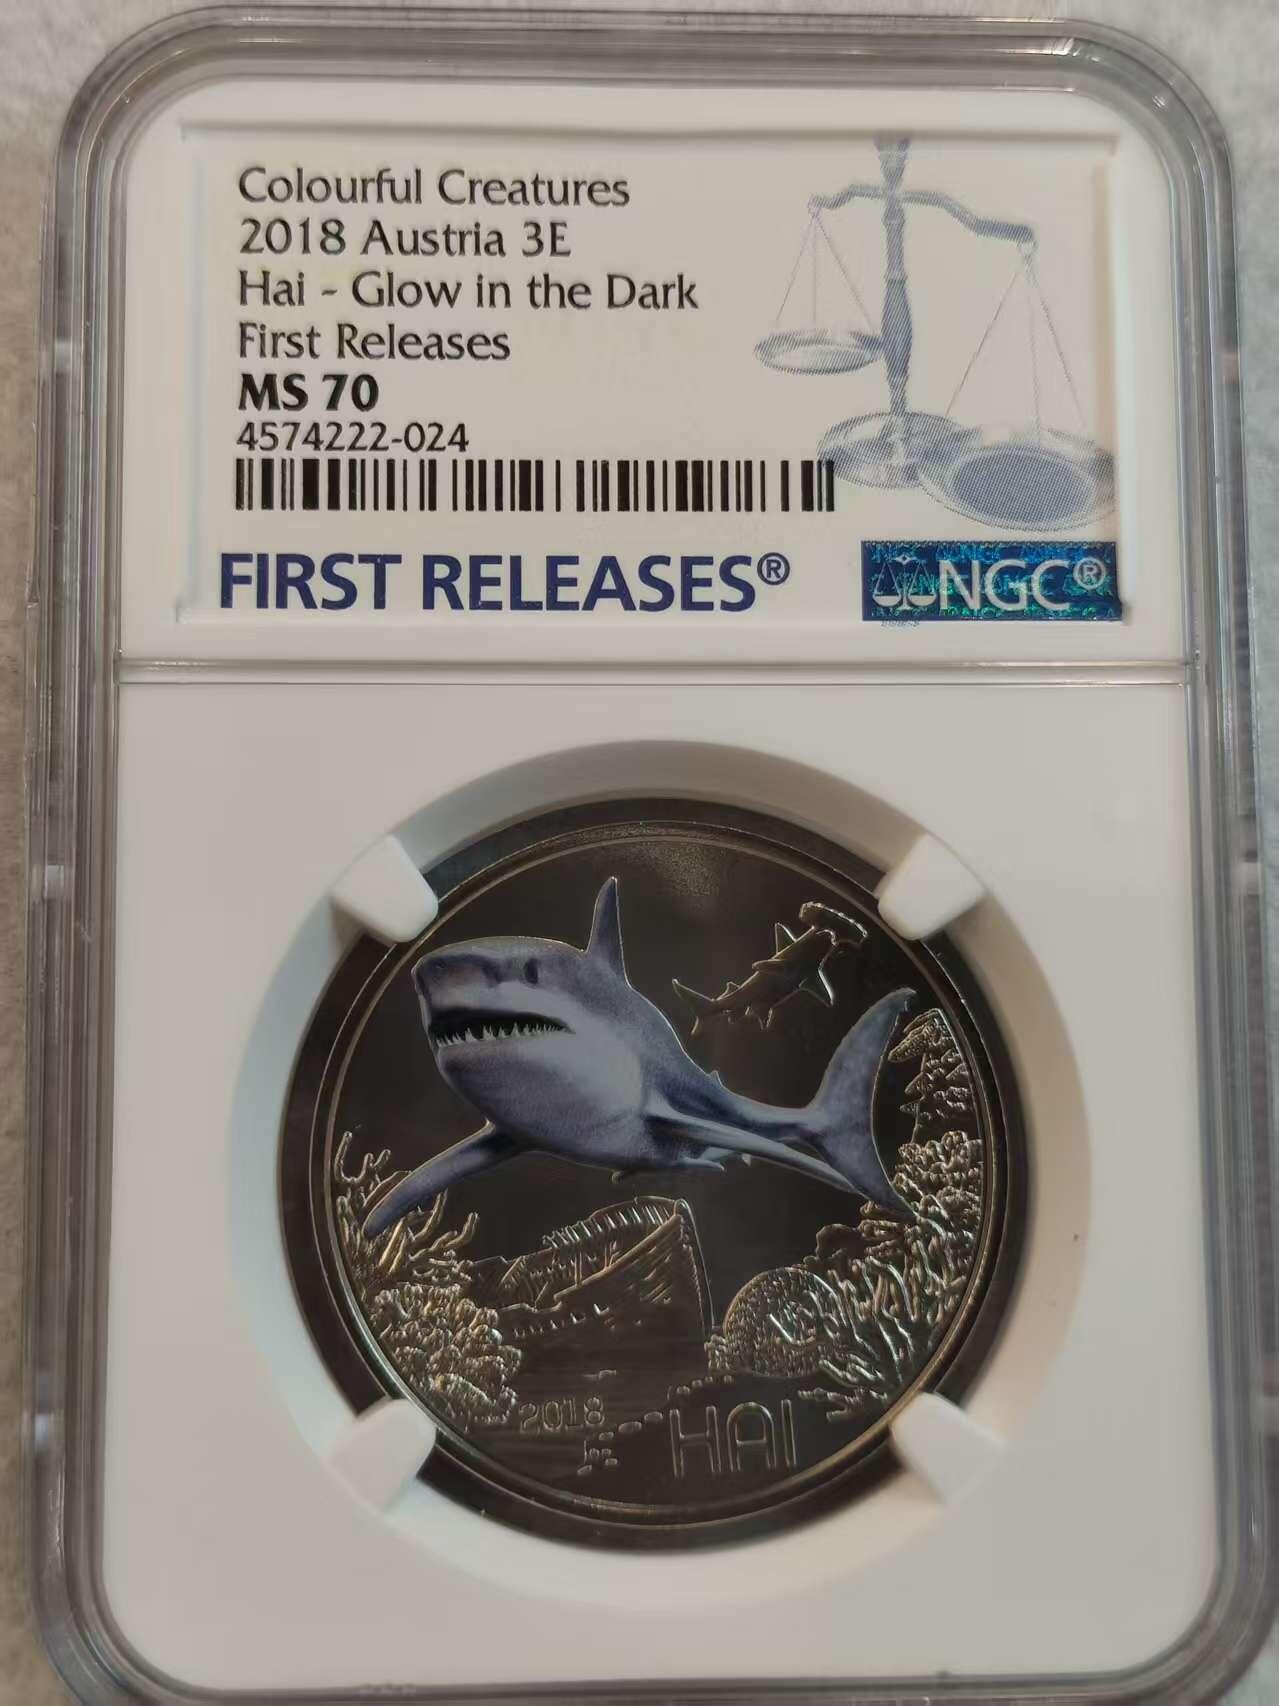 Colourful Creatures
2018 Austria 3E
Hai - Glow in the Dark
First Releases
MS 70
4574222-024
FIRST RELEASES®
NGC®
2018
HAI